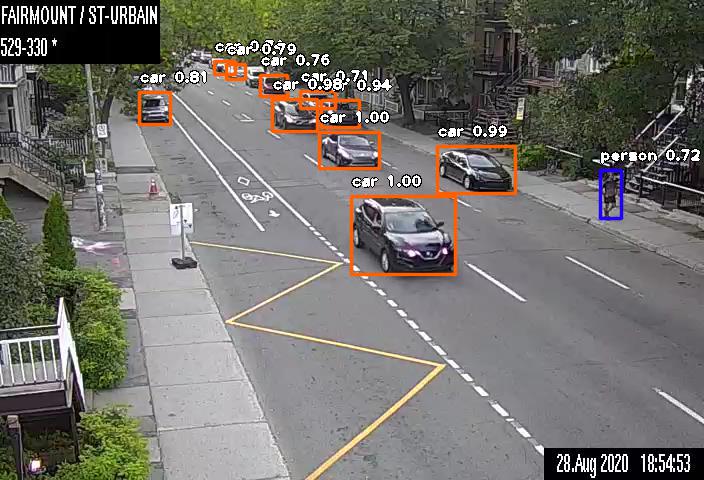 FAIRMOUNT / ST-URBAIN
529-330 *
car 0.79
car 0.76
car 0.81
car 0.71
car 0.98
0.94
car 1.00
car 0.99
person 0.72
car 1.00
28.Aug 2020 18:54:53